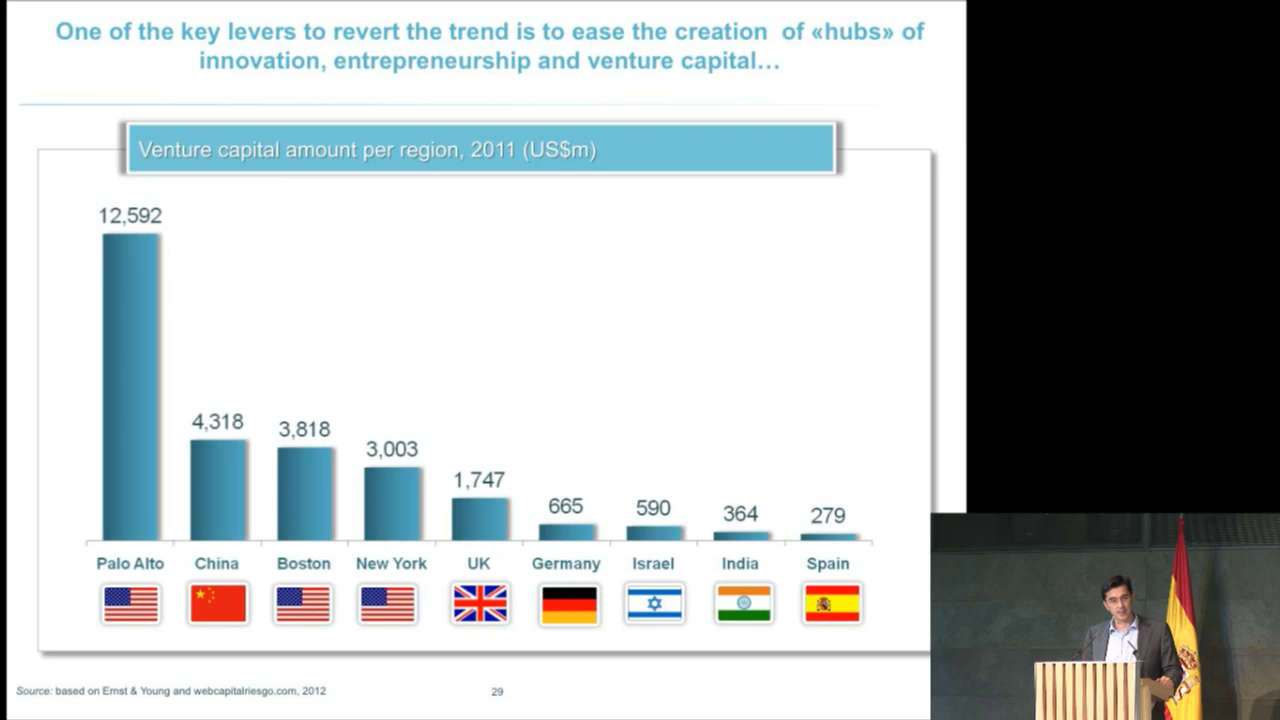 One of the key levers to revert the trend is to ease the creation of «hubs» of
innovation, entrepreneurship and venture capital…
Venture capital amount per region, 2011 (US$m)
12,592
4,318
3,818
3,003
1,747
665
590
364
279
Palo Alto
China
Boston
New York
UK
Germany
Israel
India
Spain
Source: based on Ernst & Young and webcapitalriesgo.com, 2012
29